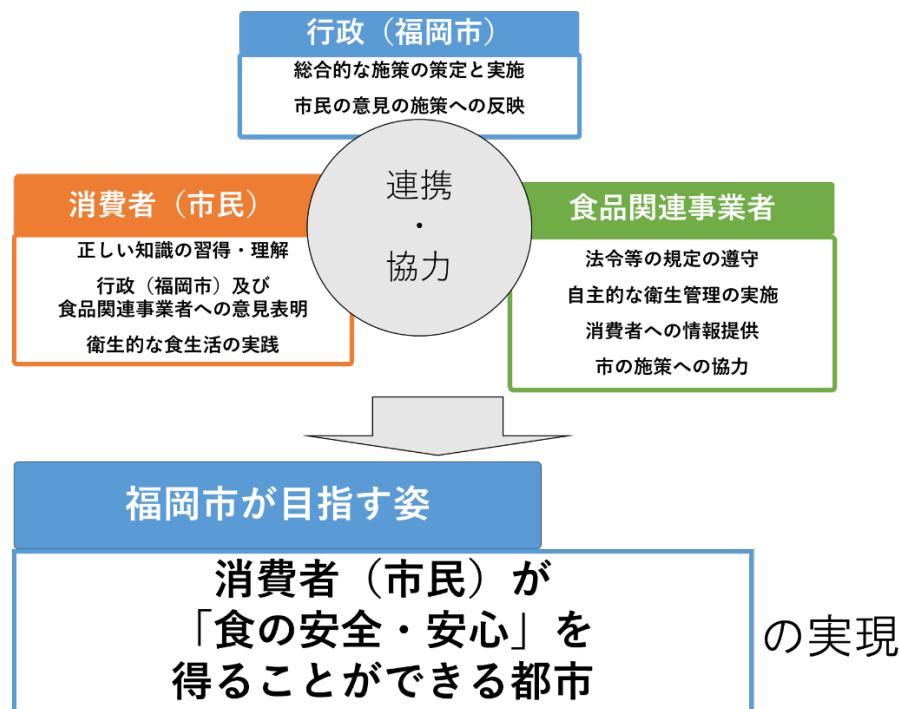 行政（福岡市）
総合的な施策の策定と実施
市民の意見の施策への反映
連携
・
協力
消費者（市民）
正しい知識の習得・理解
行政（福岡市）及び
食品関連事業者への意見表明
衛生的な食生活の実践
食品関連事業者
法令等の規定の遵守
自主的な衛生管理の実施
消費者への情報提供
市の施策への協力
福岡市が目指す姿
消費者（市民）が
「食の安全・安心」を
得ることができる都市
の実現